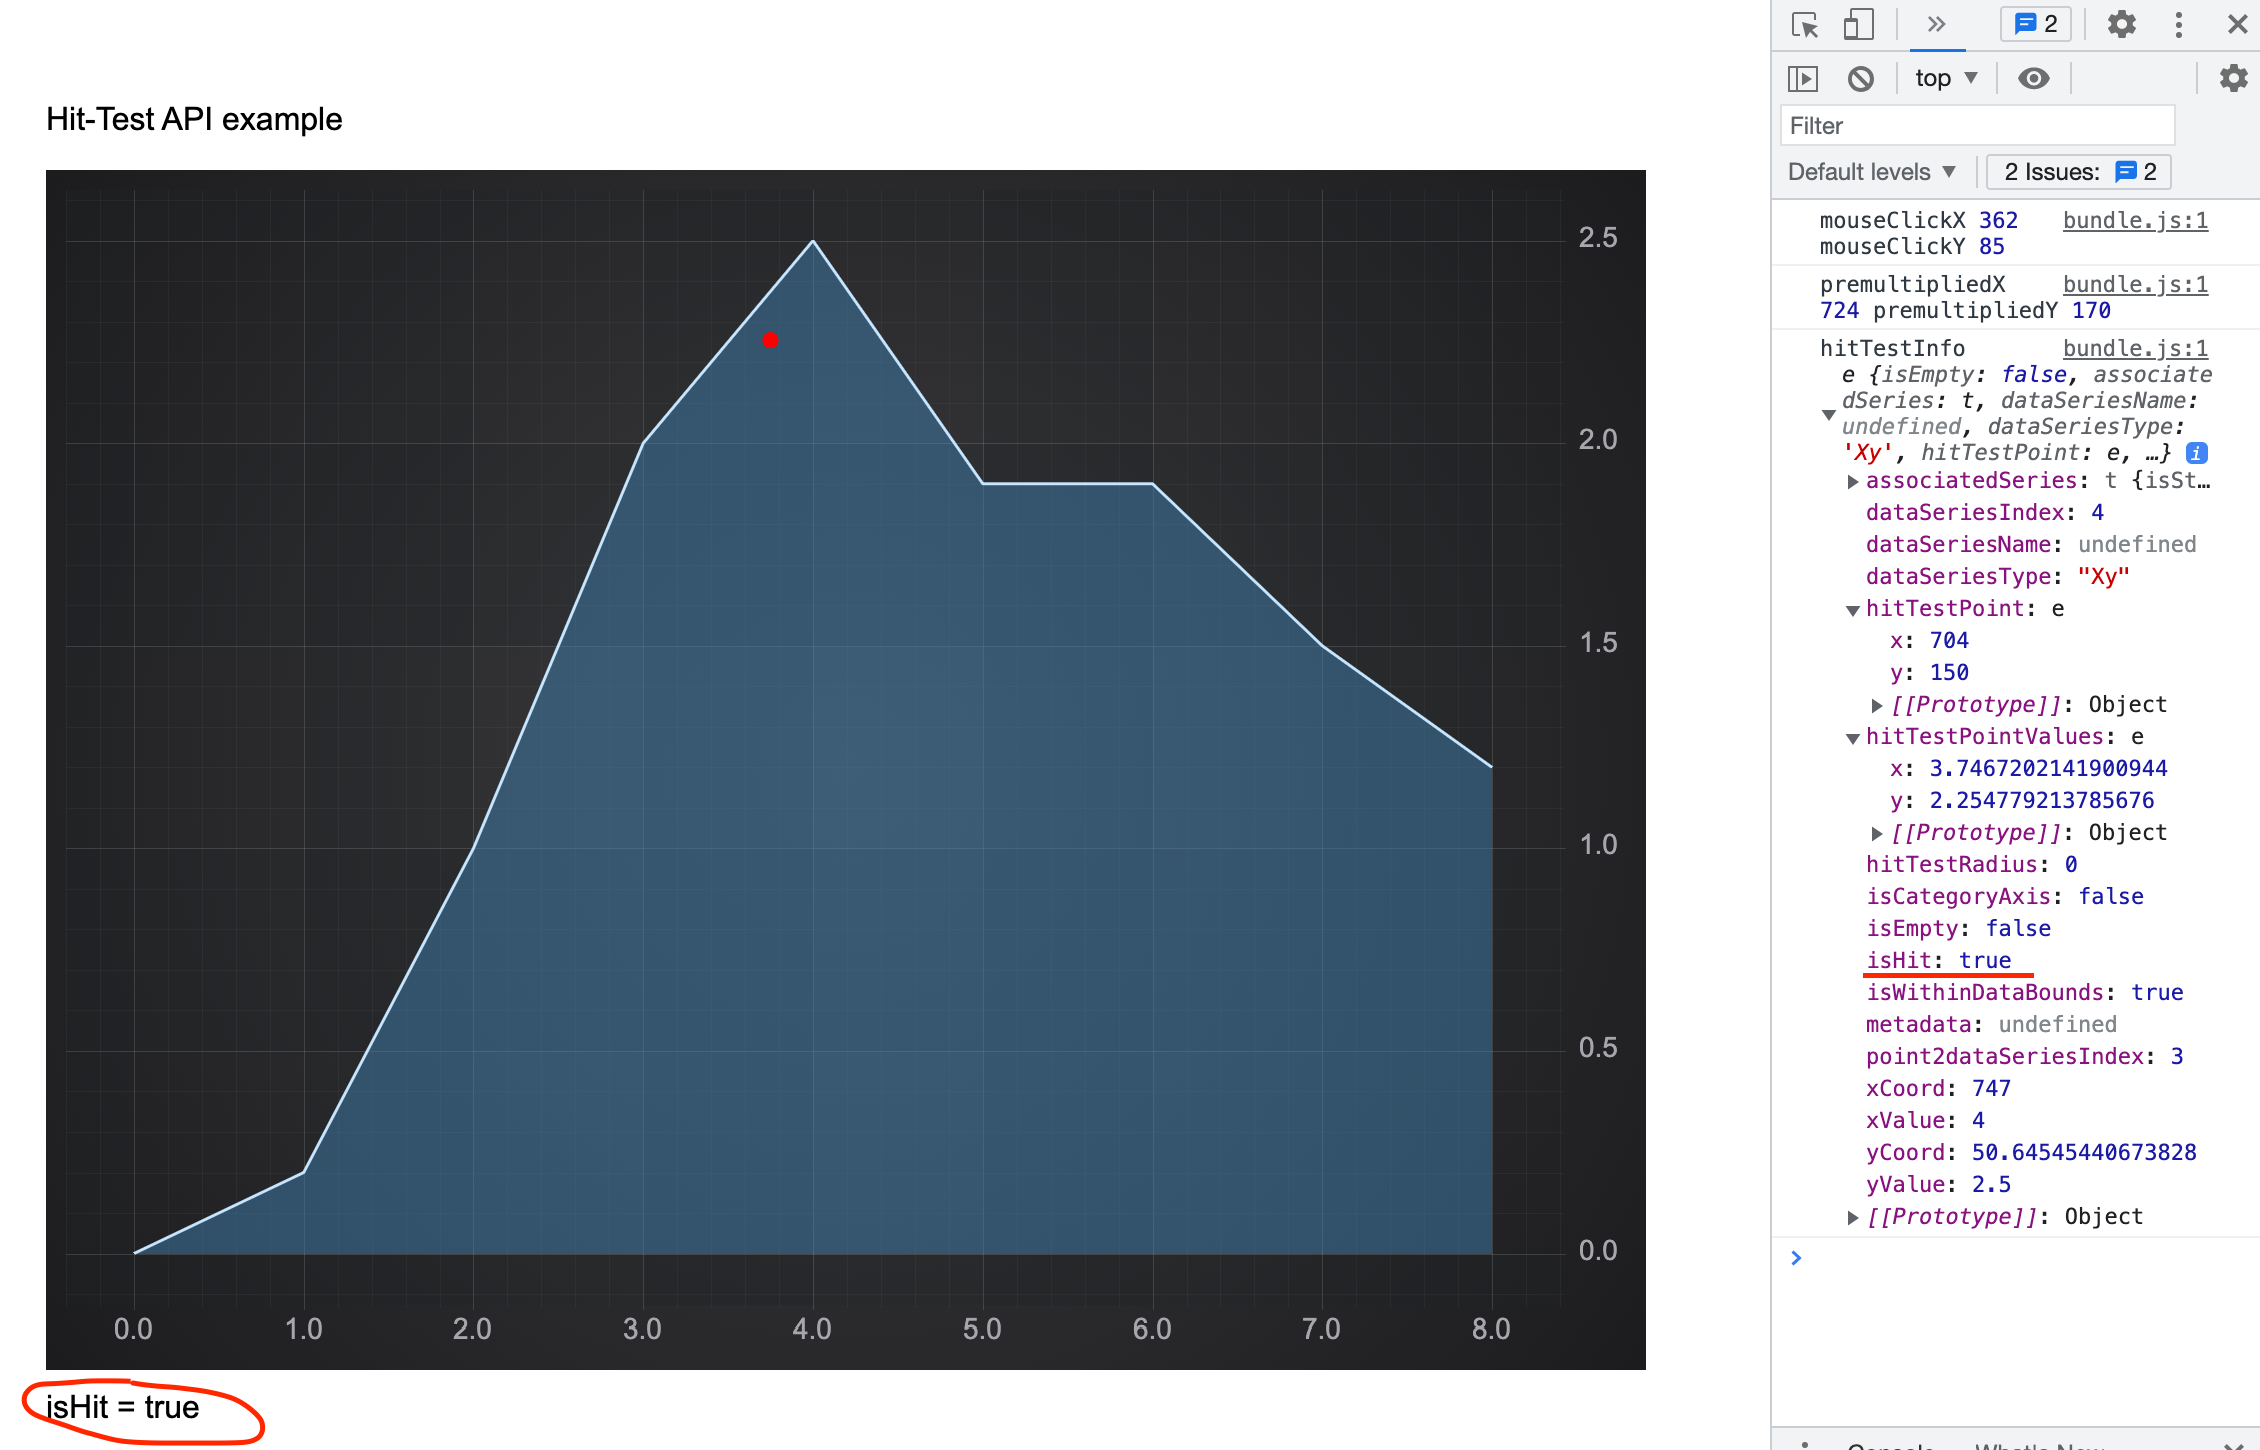 Hit-Test API example
2.5
2.0
1.5
1.0
0.5
0.0
0.0 1.0 2.0 3.0 4.0 5.0 6.0 7.0 8.0
isHit = true
2
top
Filter
Default levels
2 Issues: 2
mouseClickX 362 bundle.js:1
mouseClickY 85
premultipliedX bundle.js:1
724 premultipliedY 170
hitTestInfo bundle.js:1
e {isEmpty: false, associate
dSeries: t, dataSeriesName:
undefined, dataSeriesType:
'Xy', hitTestPoint: e, …} i
associatedSeries: t {isSt…
dataSeriesIndex: 4
dataSeriesName: undefined
dataSeriesType: "Xy"
hitTestPoint: e
x: 704
y: 150
[[Prototype]]: Object
hitTestPointValues: e
x: 3.7467202141900944
y: 2.254779213785676
[[Prototype]]: Object
hitTestRadius: 0
isCategoryAxis: false
isEmpty: false
isHit: true
isWithinDataBounds: true
metadata: undefined
point2dataSeriesIndex: 3
xCoord: 747
xValue: 4
yCoord: 50.64545440673828
yValue: 2.5
[[Prototype]]: Object
Console What's New